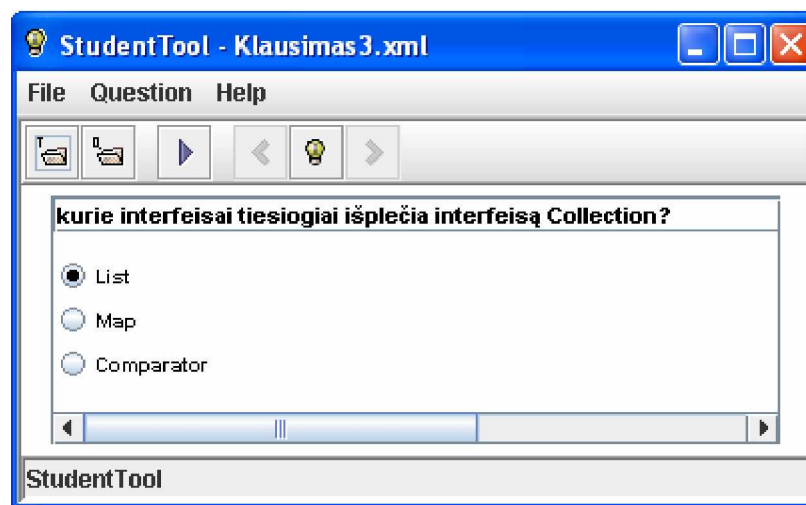 StudentTool - Klausimas3.xml
File Question Help
T Q
kurie interfeisai tiesiogiai išplečia interfeisą Collection?
List
Map
Comparator
StudentTool